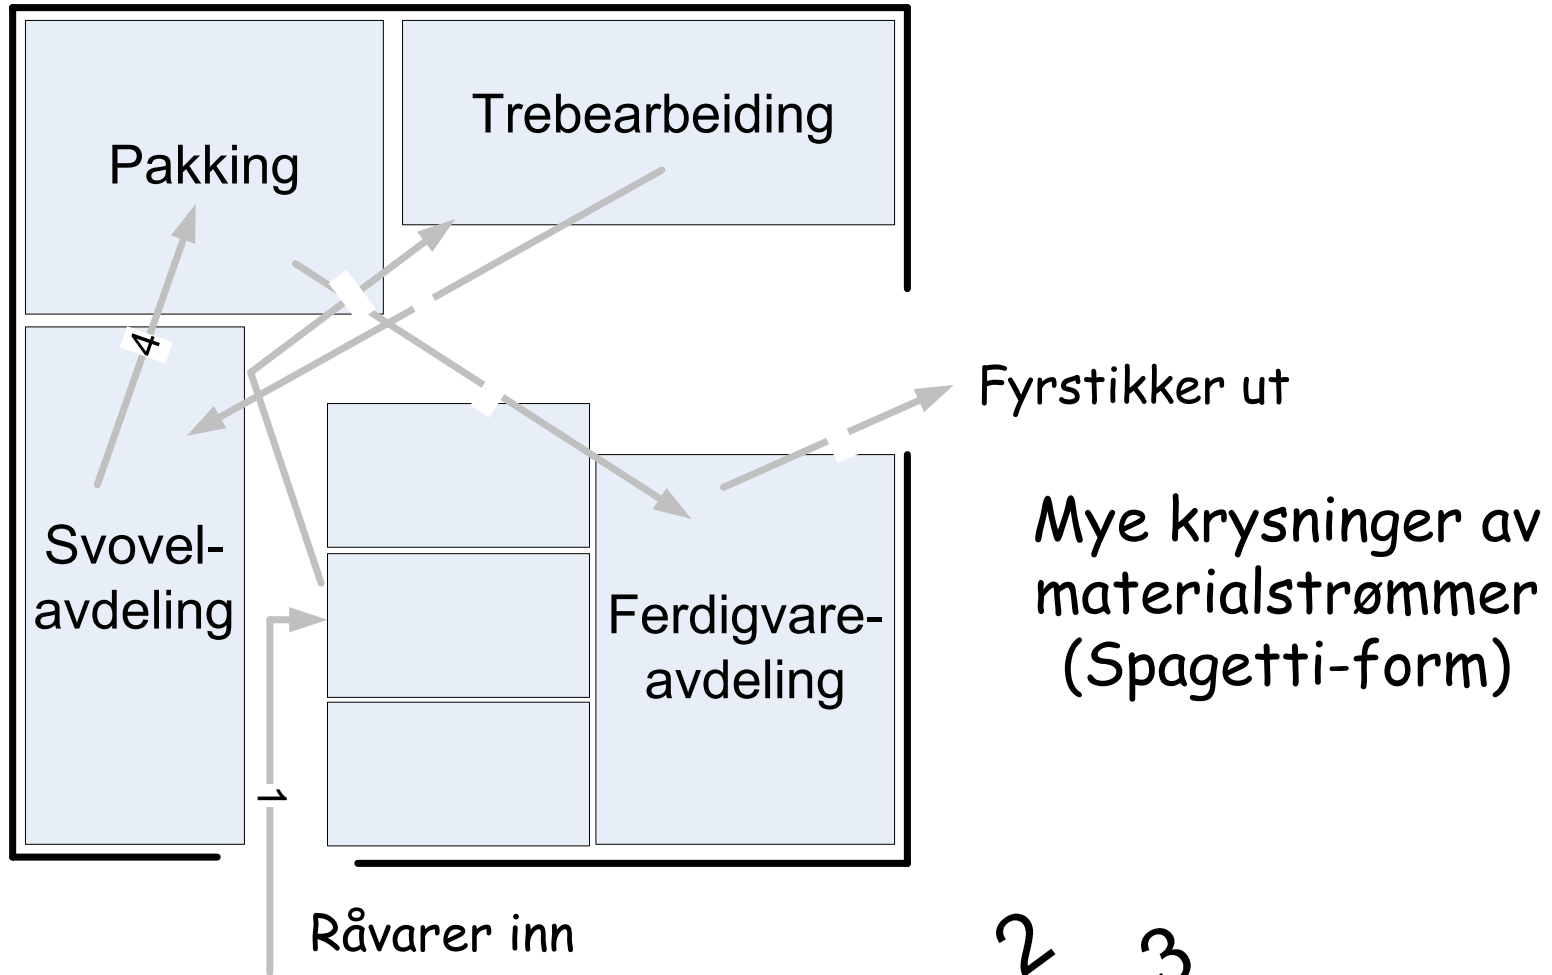 Trebearbeiding
Pakking
4
Fyrstikker ut
Mye krysninger av
materialstrømmer
(Spagetti-form)
Svovel-
avdeling
Ferdigvare-
avdeling
1
Råvarer inn
2
3